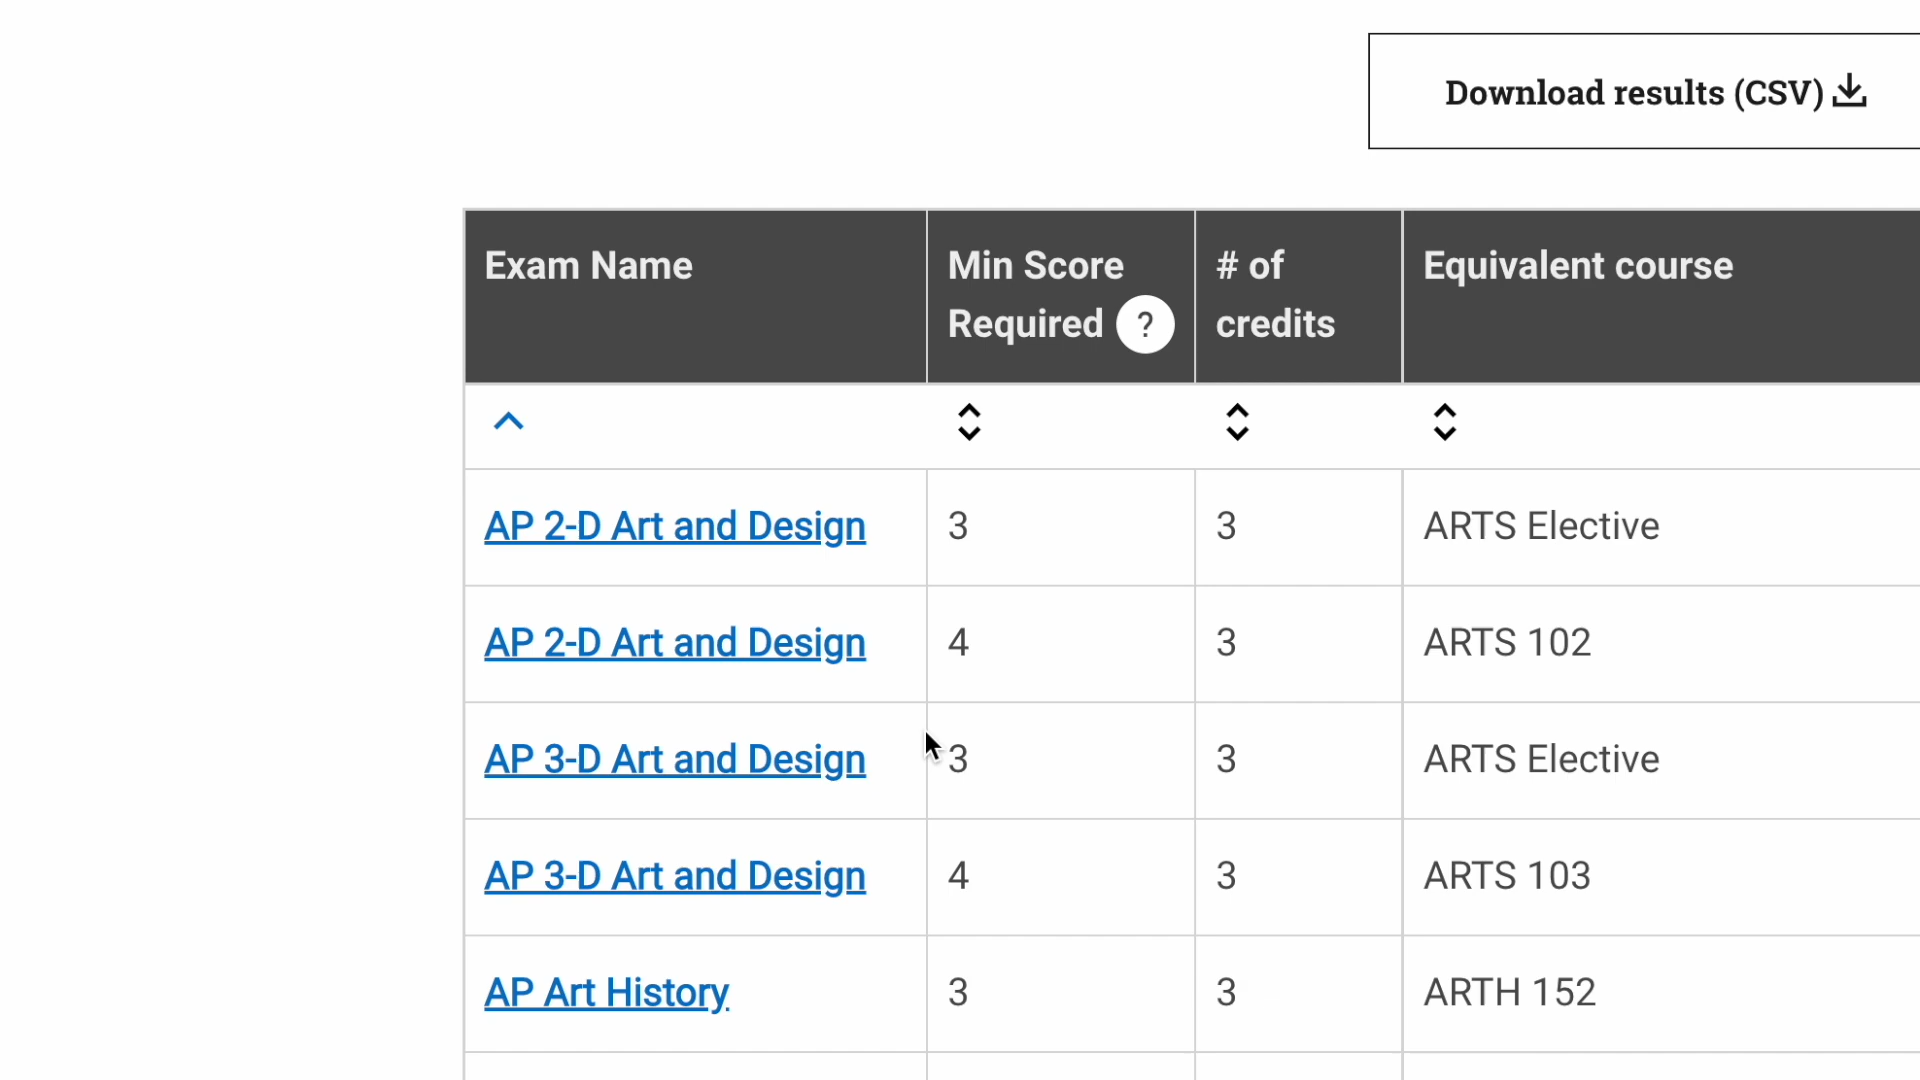 Download results (CSV)
Exam Name
Min Score
Required ?
# of
credits
Equivalent course
AP 2-D Art and Design 3 3 ARTS Elective
AP 2-D Art and Design 4 3 ARTS 102
AP 3-D Art and Design 3 3 ARTS Elective
AP 3-D Art and Design 4 3 ARTS 103
AP Art History 3 3 ARTH 152